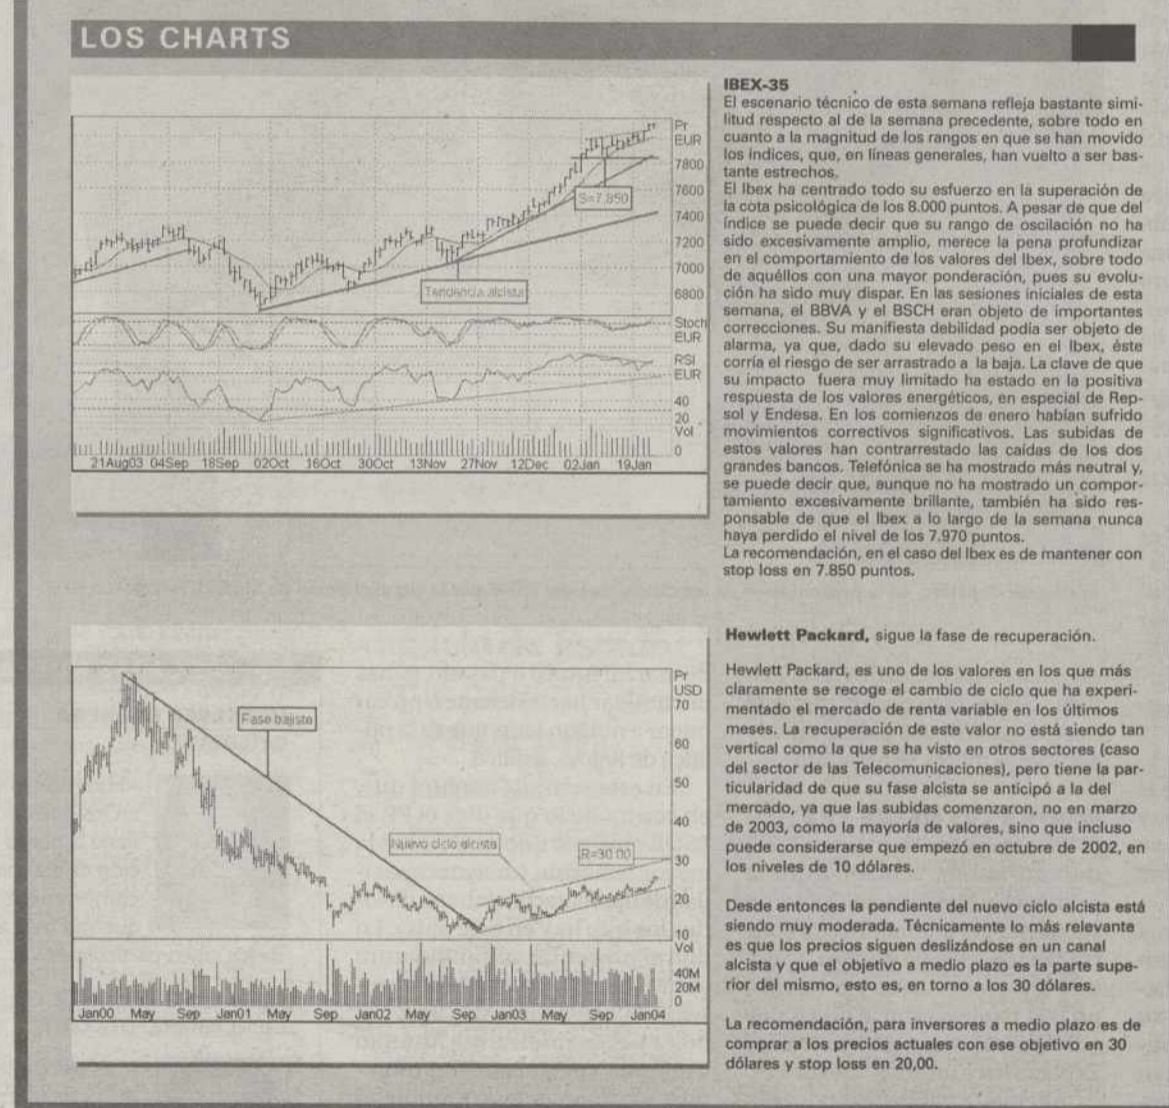 LOS CHARTS
Pr
EUR
7800
7600
S=7.850
7400
7200
7000
Tendencia alcista
6800
Stoch
EUR
RSI
EUR
40
20
Vol
0
21Aug03 04Sep 18Sep 02Oct 16Oct 30Oct 13Nov 27Nov 12Dec 02Jan 19Jan
IBEX-35
El escenario técnico de esta semana refleja bastante simi-
litud respecto al de la semana precedente, sobre todo en
cuanto a la magnitud de los rangos en que se han movido
los índices, que, en líneas generales, han vuelto a ser bas-
tante estrechos.
El Ibex ha centrado todo su esfuerzo en la superación de
la cota psicológica de los 8.000 puntos. A pesar de que del
índice se puede decir que su rango de oscilación no ha
sido excesivamente amplio, merece la pena profundizar
en el comportamiento de los valores del Ibex, sobre todo
de aquéllos con una mayor ponderación, pues su evolu-
ción ha sido muy dispar. En las sesiones iniciales de esta
semana, el BBVA y el BSCH eran objeto de importantes
correcciones. Su manifiesta debilidad podía ser objeto de
alarma, ya que, dado su elevado peso en el Ibex, éste
corría el riesgo de ser arrastrado a la baja. La clave de que
su impacto fuera muy limitado ha estado en la positiva
respuesta de los valores energéticos, en especial de Rep-
sol y Endesa. En los comienzos de enero habían sufrido
movimientos correctivos significativos. Las subidas de
estos valores han contrarrestado las caídas de los dos
grandes bancos. Telefónica se ha mostrado más neutral y,
se puede decir que, aunque no ha mostrado un compor-
tamiento excesivamente brillante, también ha sido res-
ponsable de que el Ibex a lo largo de la semana nunca
haya perdido el nivel de los 7.970 puntos.
La recomendación, en el caso del Ibex es de mantener con
stop loss en 7.850 puntos.
Pr
USD
70
Fase bajista
60
50
40
Nuevo ciclo alcista
R=30.00
30
20
10
Vol
40M
20M
0
Jan00 May Sep Jan01 May Sep Jan02 May Sep Jan03 May Sep Jan04
Hewlett Packard, sigue la fase de recuperación.
Hewlett Packard, es uno de los valores en los que más
claramente se recoge el cambio de ciclo que ha experi-
mentado el mercado de renta variable en los últimos
meses. La recuperación de este valor no está siendo tan
vertical como la que se ha visto en otros sectores (caso
del sector de las Telecomunicaciones), pero tiene la par-
ticularidad de que su fase alcista se anticipó a la del
mercado, ya que las subidas comenzaron, no en marzo
de 2003, como la mayoría de valores, sino que incluso
puede considerarse que empezó en octubre de 2002, en
los niveles de 10 dólares.
Desde entonces la pendiente del nuevo ciclo alcista está
siendo muy moderada. Técnicamente lo más relevante
es que los precios siguen deslizándose en un canal
alcista y que el objetivo a medio plazo es la parte supe-
rior del mismo, esto es, en torno a los 30 dólares.
La recomendación, para inversores a medio plazo es de
comprar a los precios actuales con ese objetivo en 30
dólares y stop loss en 20,00.